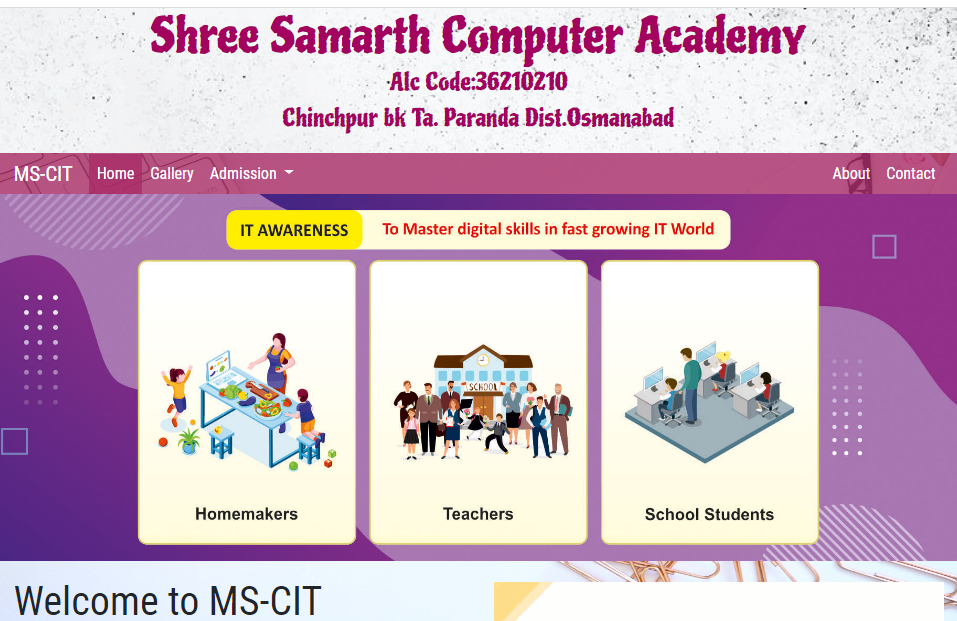 Shree Samarth Computer Academy
Alc Code:36210210
Chinchpur bk Ta. Paranda Dist.Osmanabad
MS-CIT Home Gallery Admission About Contact
IT AWARENESS To Master digital skills in fast growing IT World
SCHOOL
Homemakers Teachers School Students
Welcome to MS-CIT